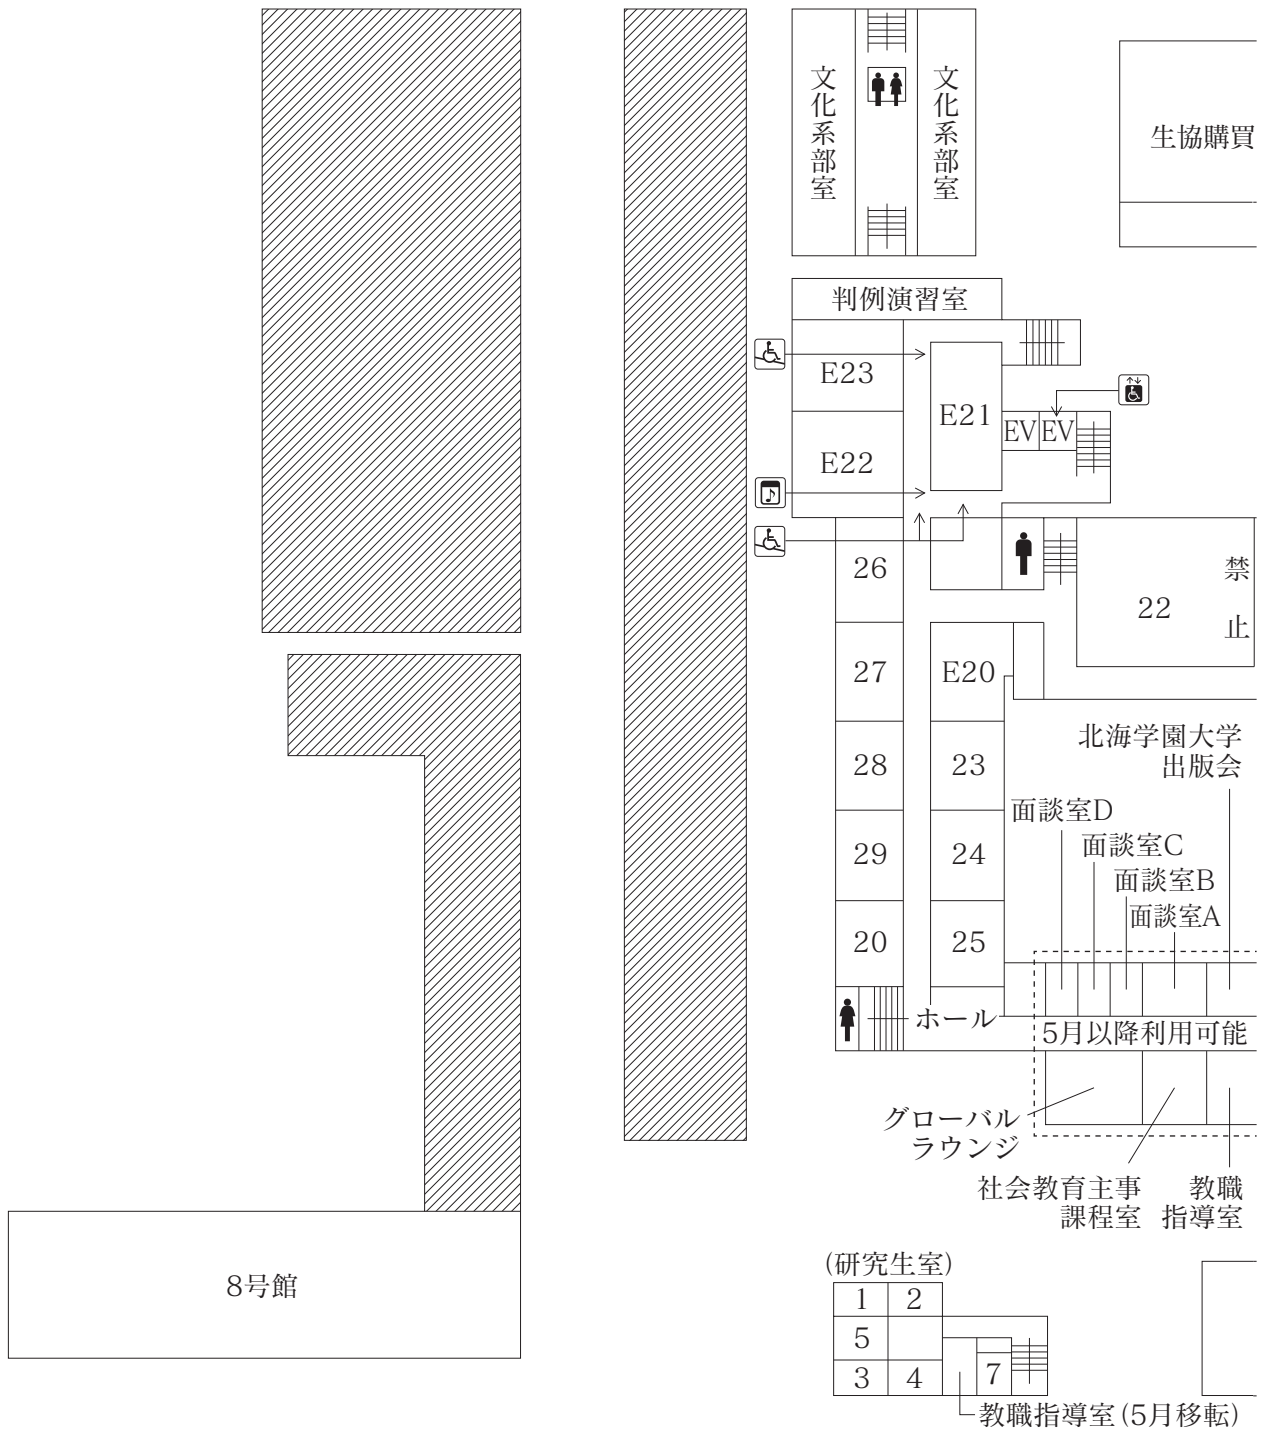 文化系部室
文化系部室
生協購買
判例演習室
E23
E21
EV
EV
E22
26
22
禁止
27
E20
北海学園大学
出版会
28
23
面談室D
面談室C
29
24
面談室B
面談室A
20
25
ホール
5月以降利用可能
グローバル
ラウンジ
社会教育主事
課程室
教職
指導室
(研究生室)
8号館
1
2
5
3
4
7
教職指導室(5月移転)